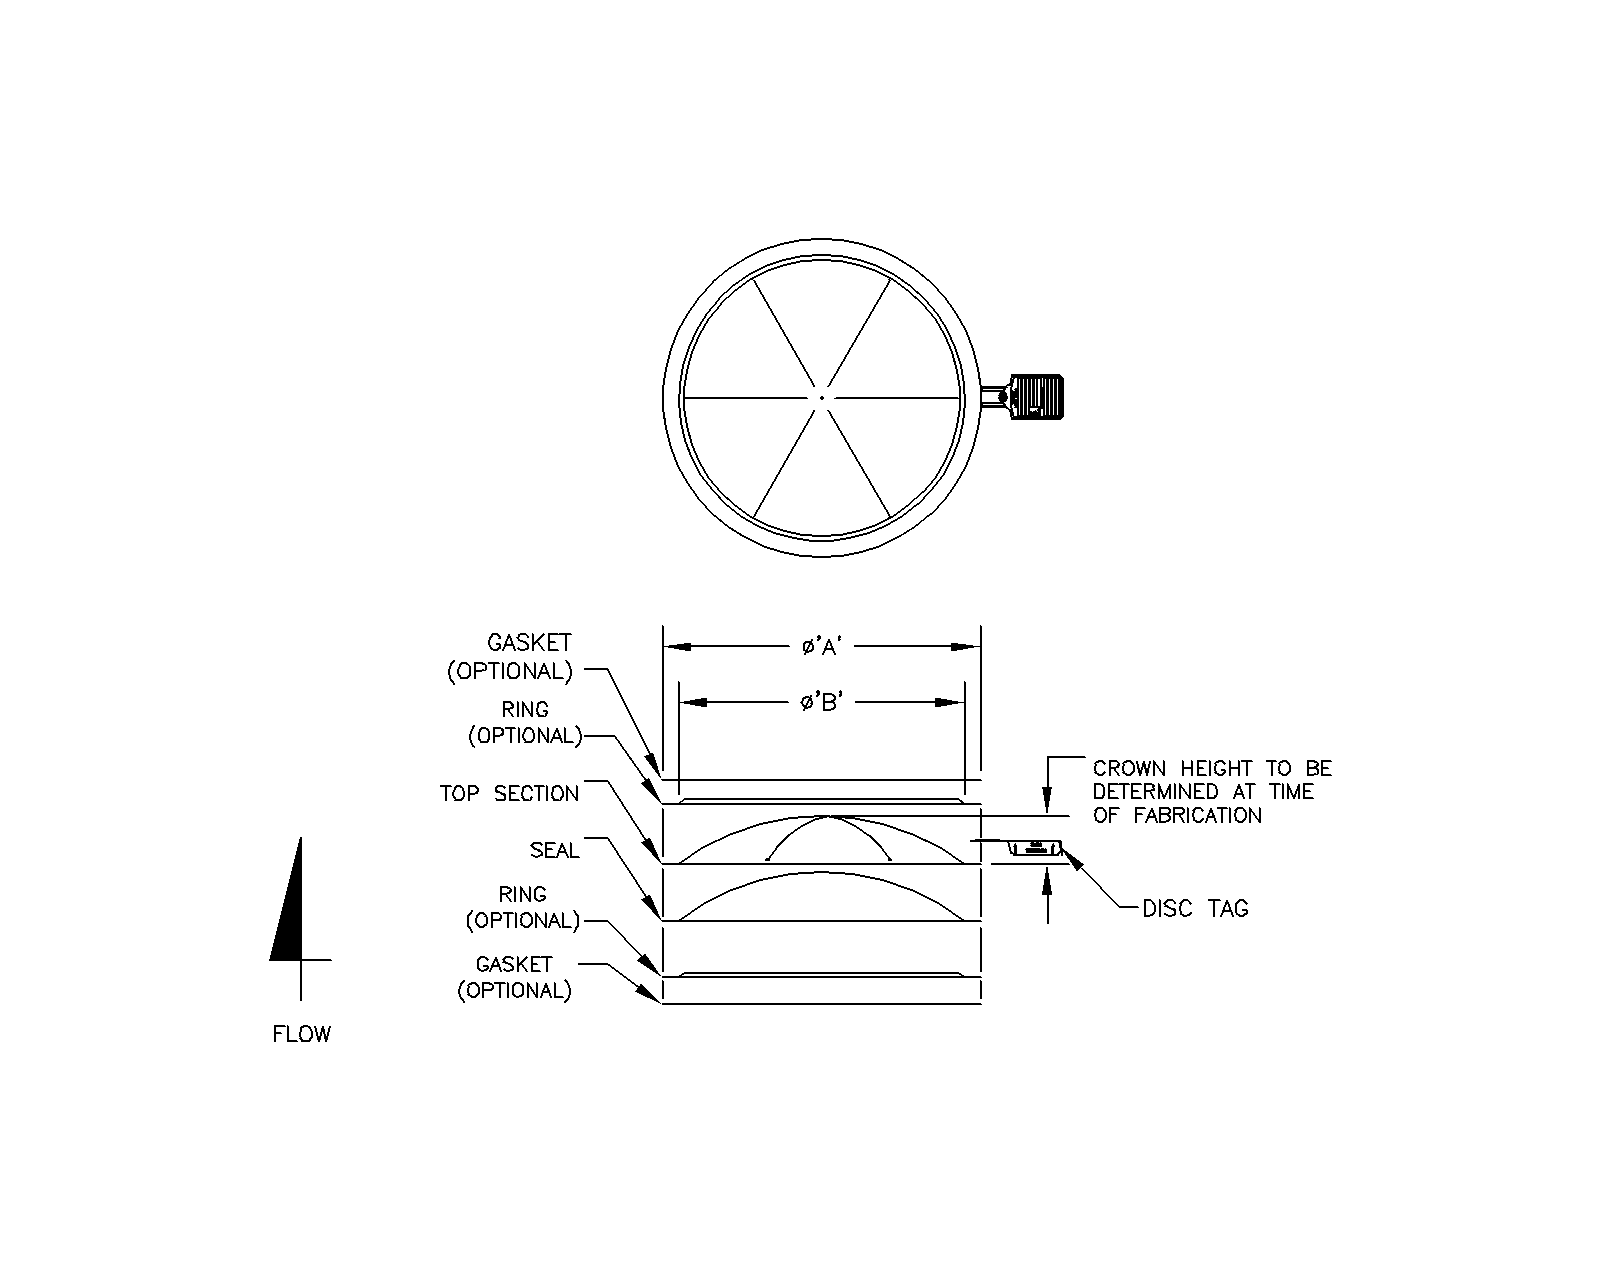 ø'A'
ø'B'
GASKET
(OPTIONAL)
RING
(OPTIONAL)
TOP SECTION
SEAL
RING
(OPTIONAL)
GASKET
(OPTIONAL)
CROWN HEIGHT TO BE
DETERMINED AT TIME
OF FABRICATION
DISC TAG
FLOW